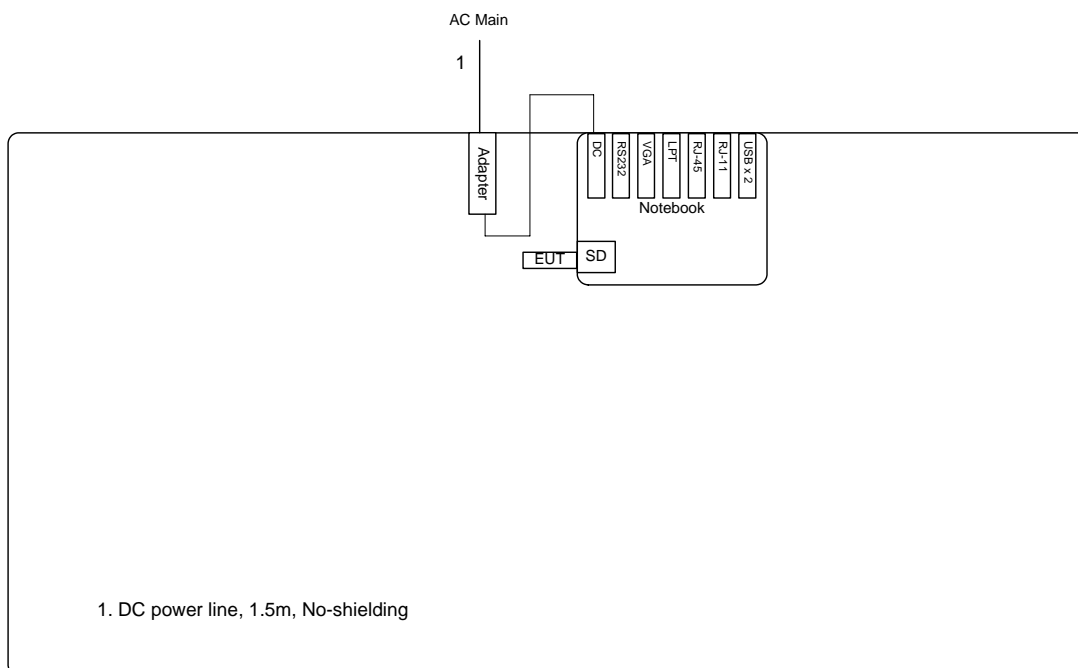 AC Main
1
Adapter
DC
RS232
VGA
LPT
RJ-45
RJ-11
USB x 2
Notebook
EUT
SD
1. DC power line, 1.5m, No-shielding